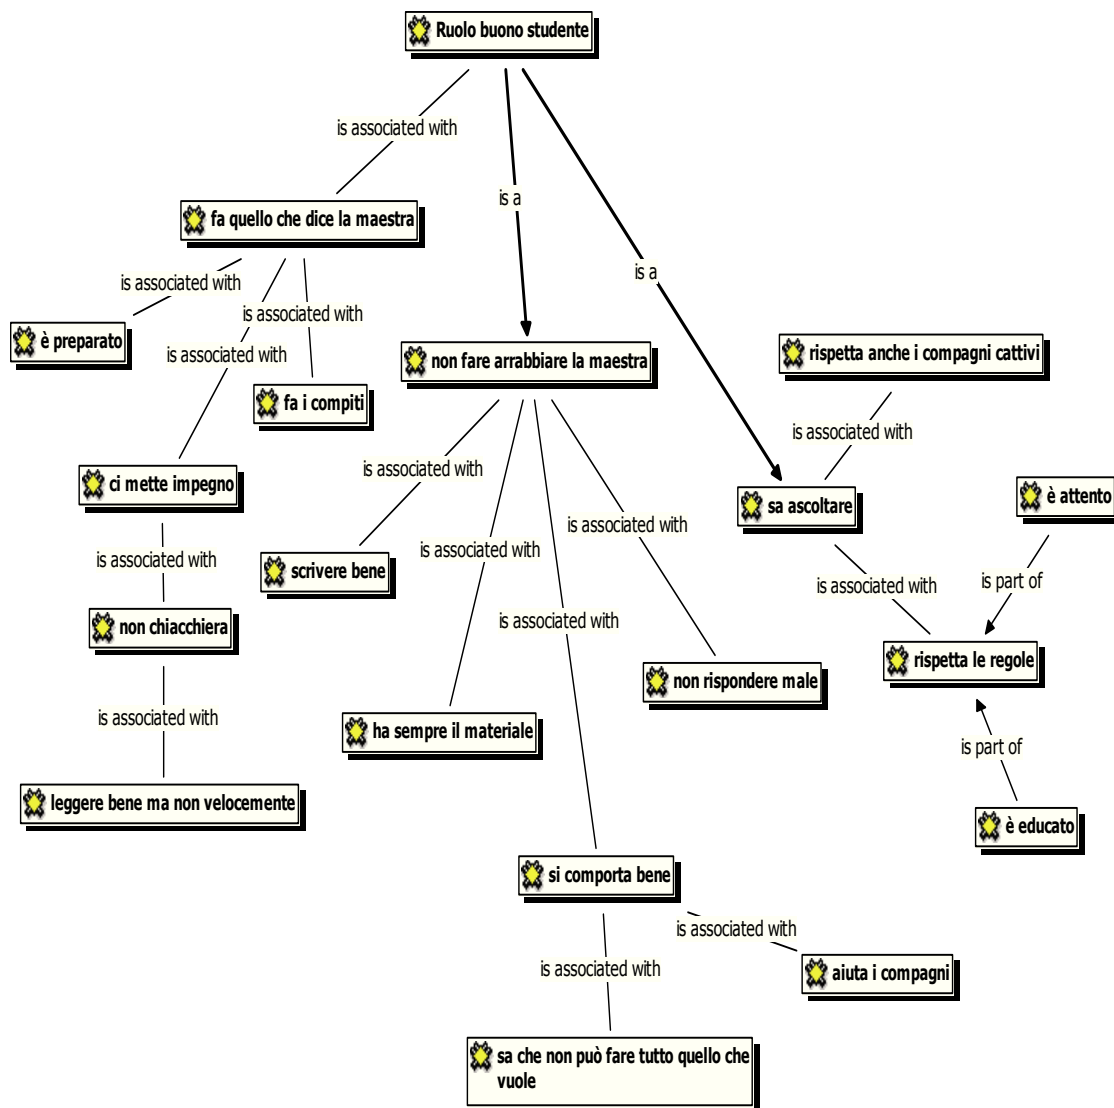 Ruolo buono studente
is associated with
is a
fa quello che dice la maestra
is a
is associated with
is associated with
è preparato
is associated with
non fare arrabbiare la maestra
rispetta anche i compagni cattivi
fa i compiti
is associated with
is associated with
ci mette impegno
è attento
sa ascoltare
is associated with
is associated with
is associated with
scrivere bene
is associated with
is part of
non chiacchiera
is associated with
rispetta le regole
non rispondere male
is associated with
ha sempre il materiale
is part of
leggere bene ma non velocemente
è educato
si comporta bene
is associated with
is associated with
aiuta i compagni
sa che non può fare tutto quello che
vuole